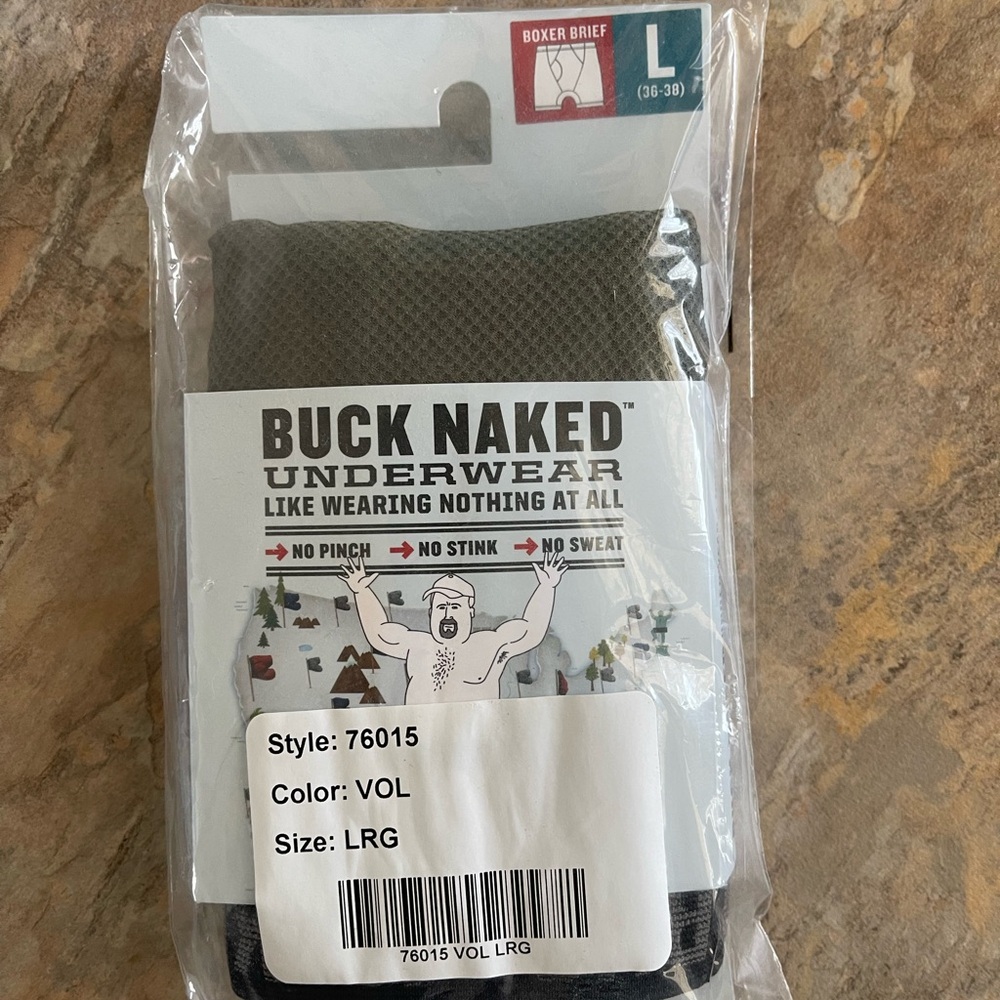 BOXER BRIEF
L
(36-38)
BUCK NAKED™
UNDERWEAR
LIKE WEARING NOTHING AT ALL
→ NO PINCH → NO STINK → NO SWEAT
Style: 76015
Color: VOL
Size: LRG
76015 VOL LRG